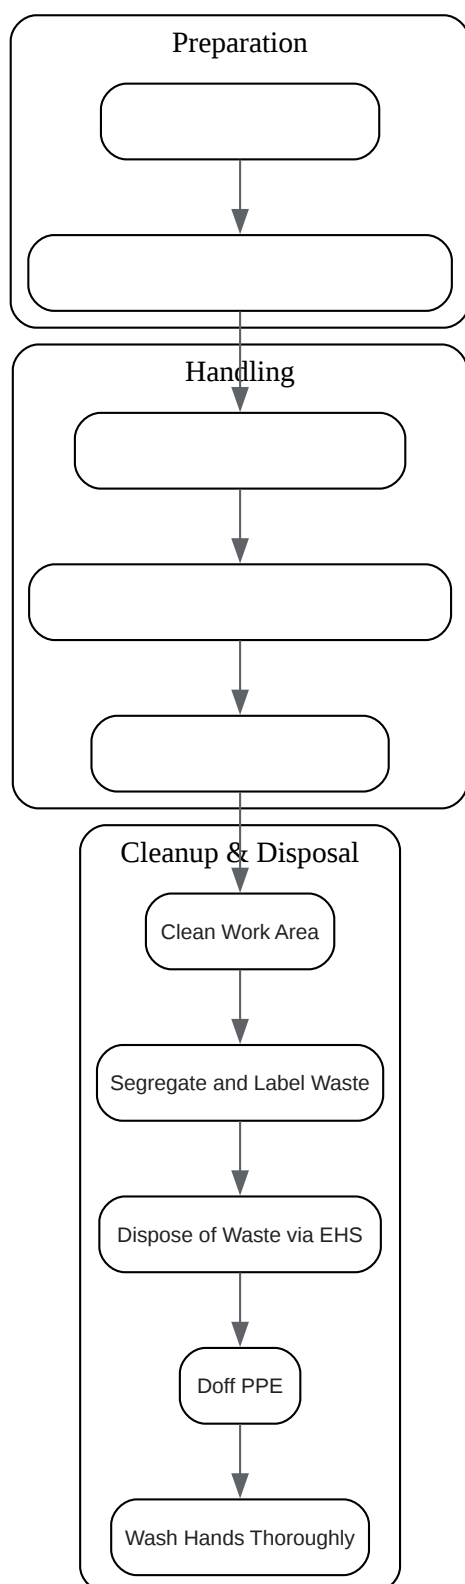 Preparation
Handling
Cleanup & Disposal
Clean Work Area
Segregate and Label Waste
Dispose of Waste via EHS
Doff PPE
Wash Hands Thoroughly